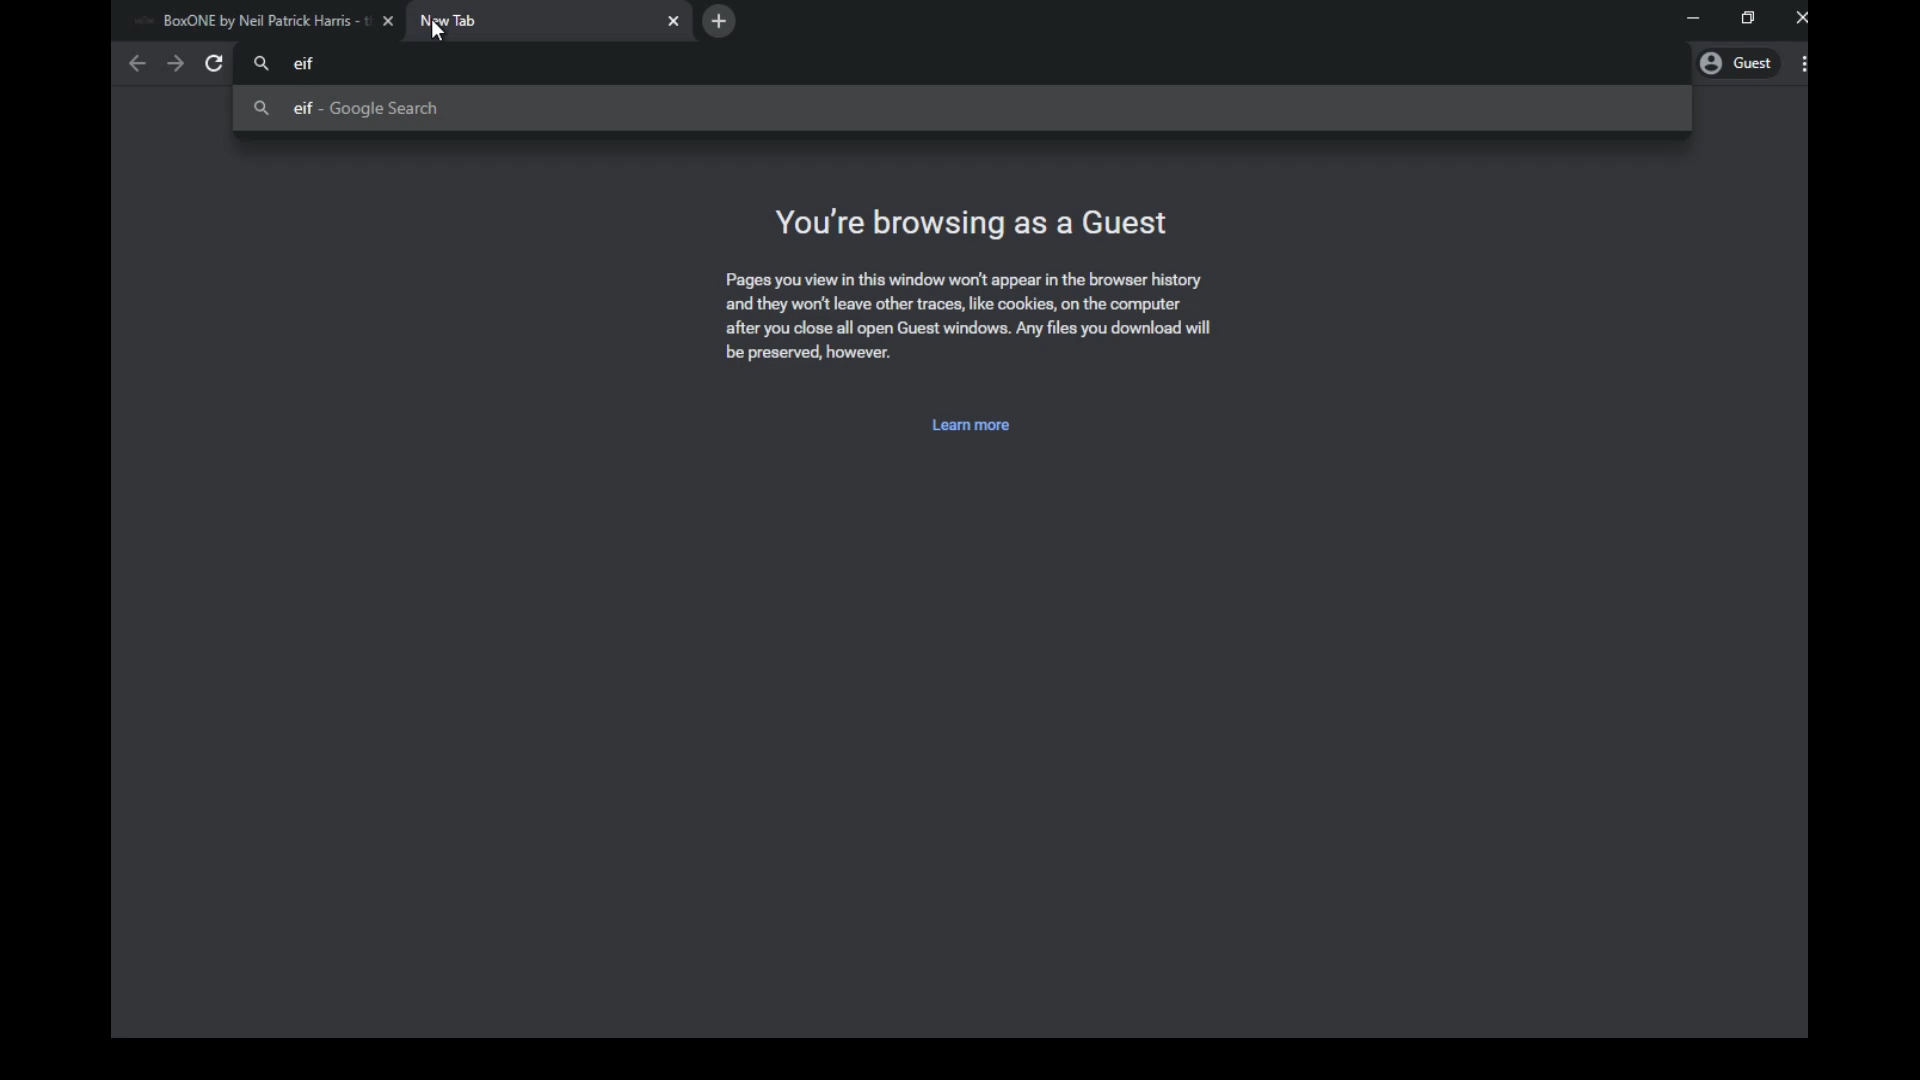 BoxONE by Neil Patrick Harris -
New Tab
eif
Guest
eif - Google Search
You're browsing as a Guest
Pages you view in this window won't appear in the browser history
and they won't leave other traces, like cookies, on the computer
after you close all open Guest windows. Any files you download will
be preserved, however.
Learn more